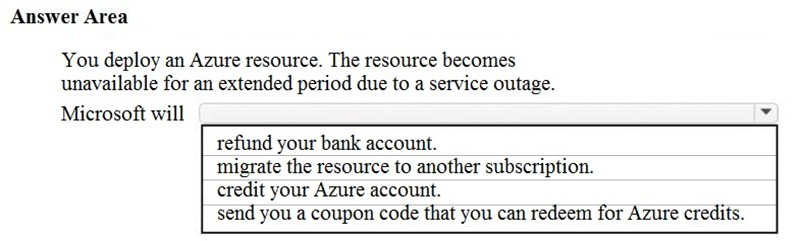 Answer Area
You deploy an Azure resource. The resource becomes
unavailable for an extended period due to a service outage.
Microsoft will
refund your bank account.
migrate the resource to another subscription.
credit your Azure account.
send you a coupon code that you can redeem for Azure credits.